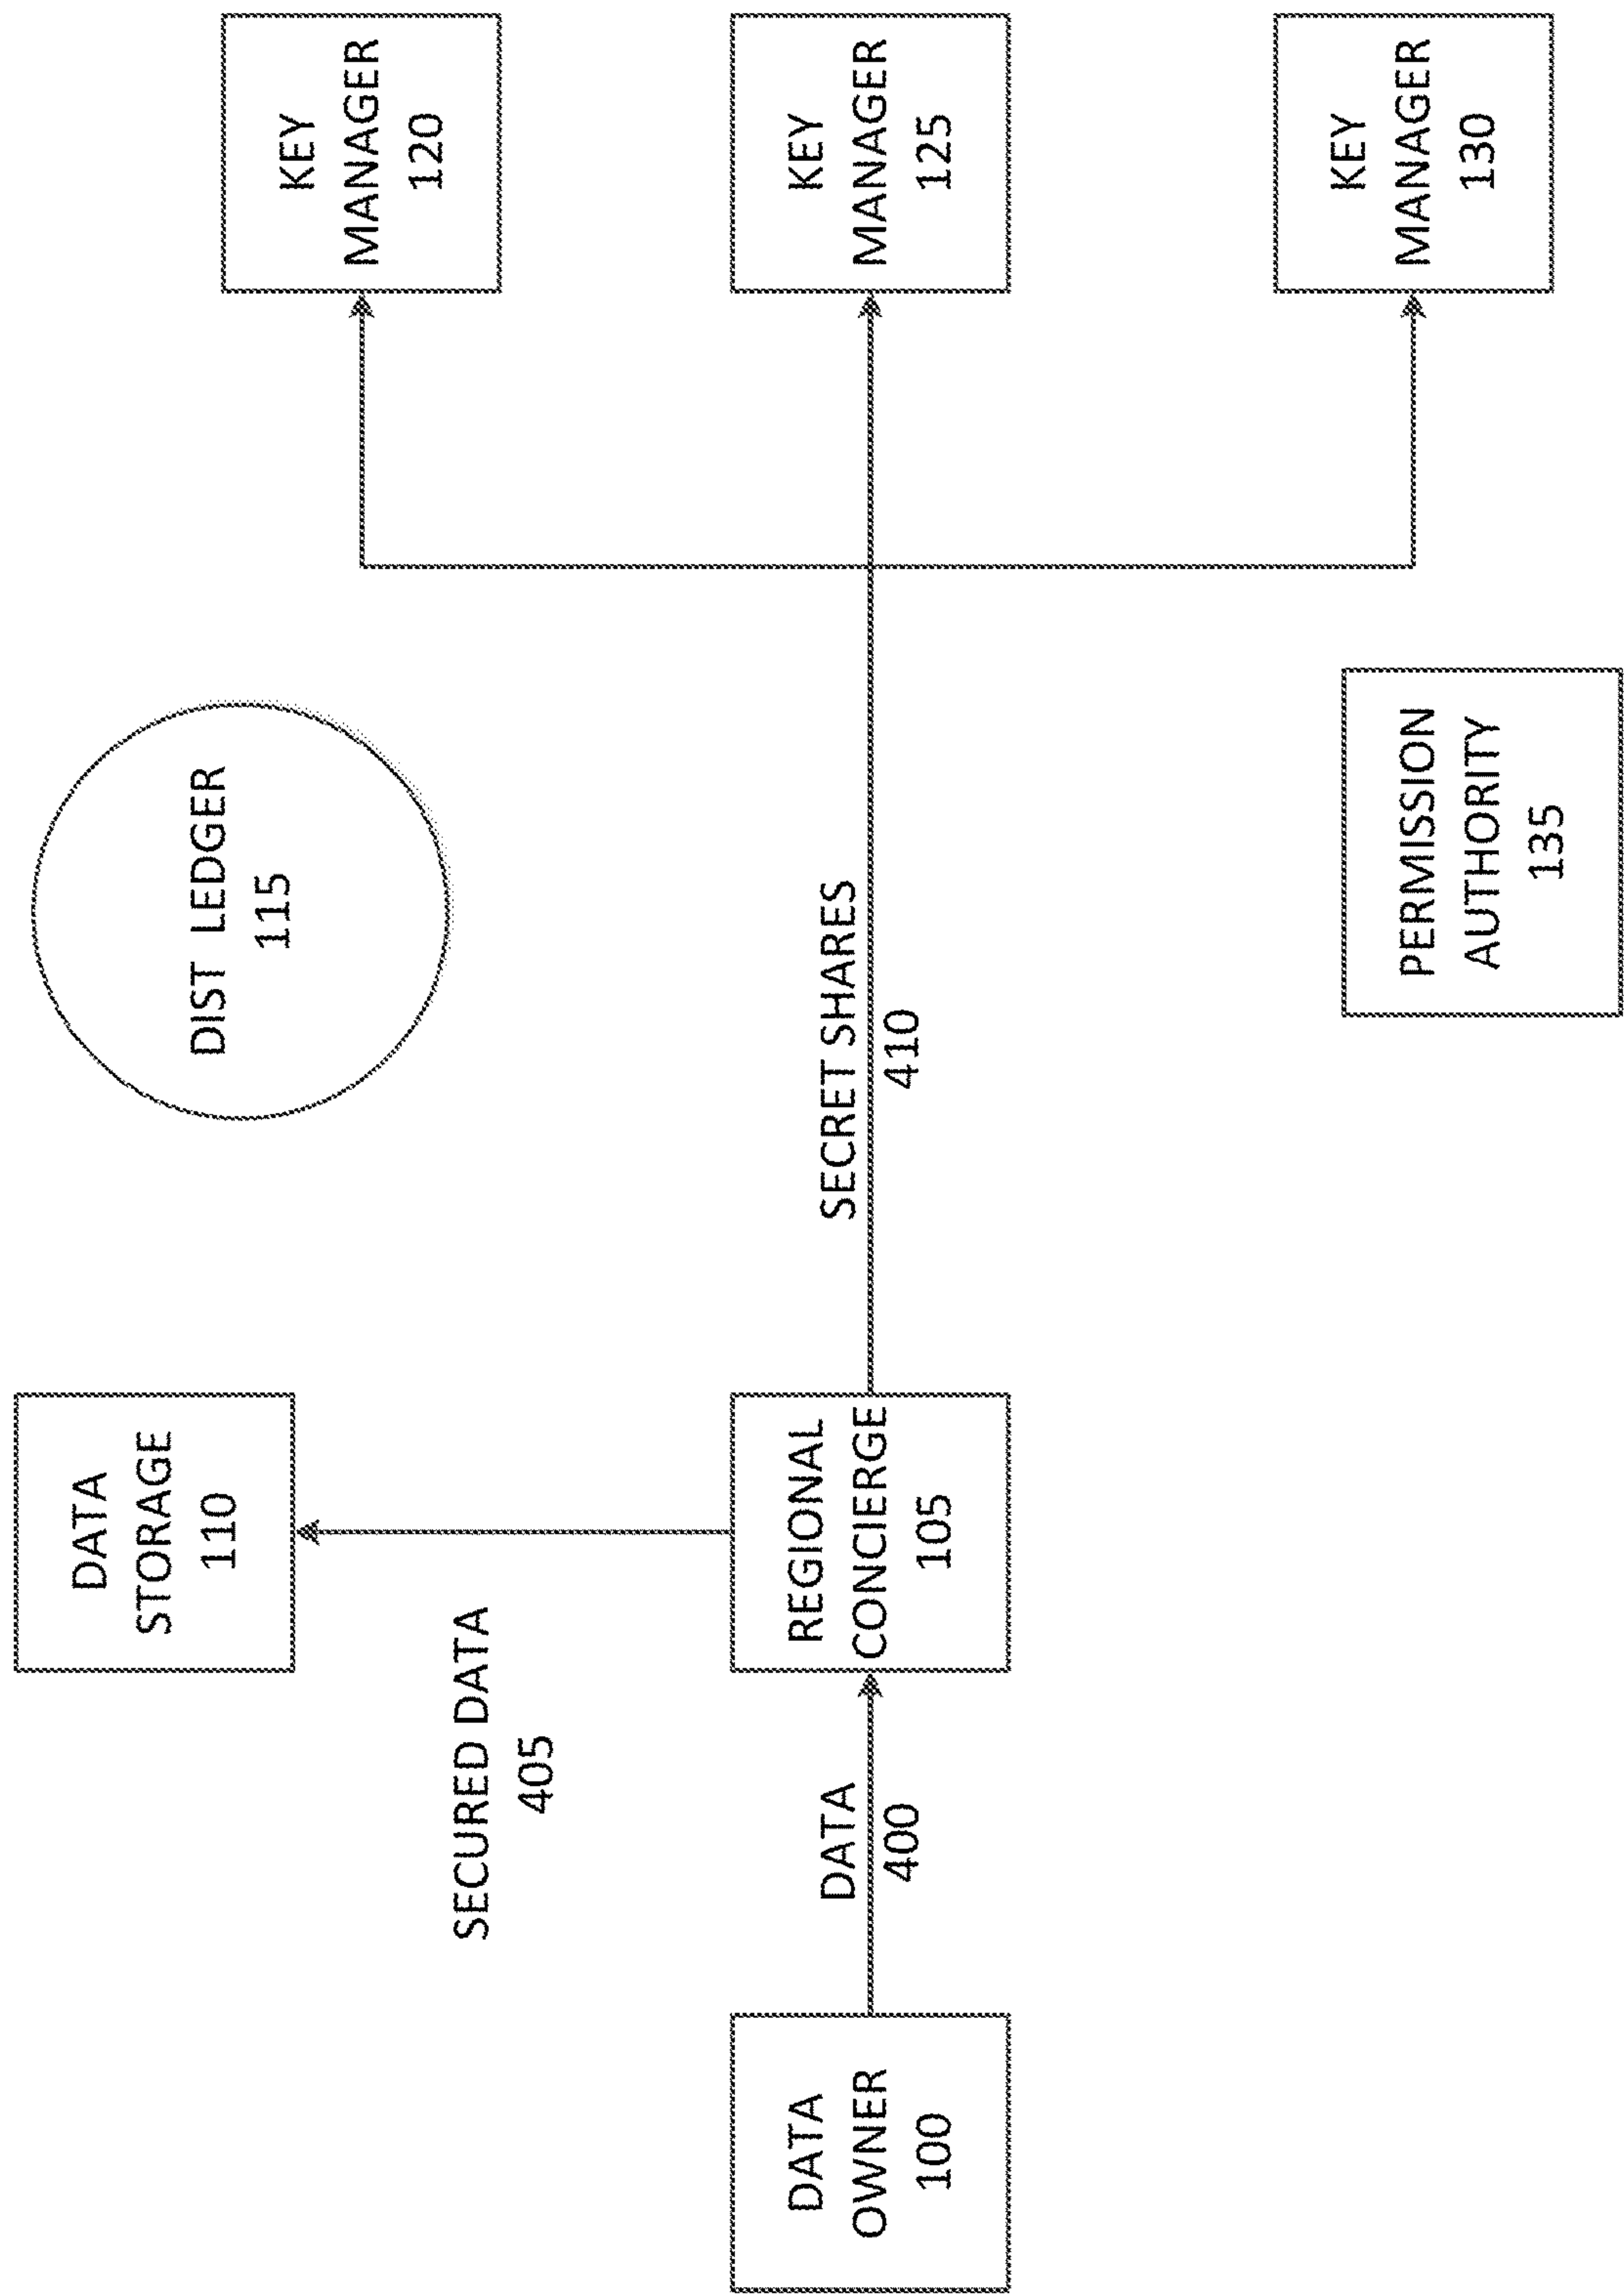 DATA
STORAGE
110
DIST LEDGER
115
KEY
MANAGER
120
SECURED DATA
405
DATA
OWNER
100
DATA
400
REGIONAL
CONCIERGE
105
SECRET SHARES
410
KEY
MANAGER
125
PERMISSION
AUTHORITY
135
KEY
MANAGER
130